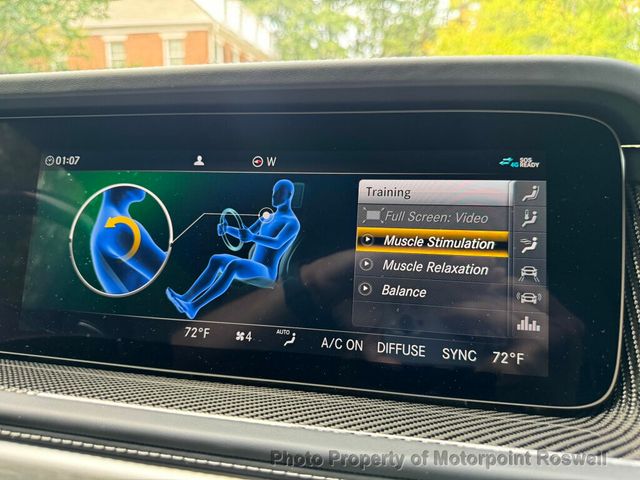 01:07
W
4G SOS READY
Training
Full Screen: Video
Muscle Stimulation
Muscle Relaxation
Balance
72°F 4 AUTO A/C ON DIFFUSE SYNC 72°F
Photo Property of Motorpoint Roswell